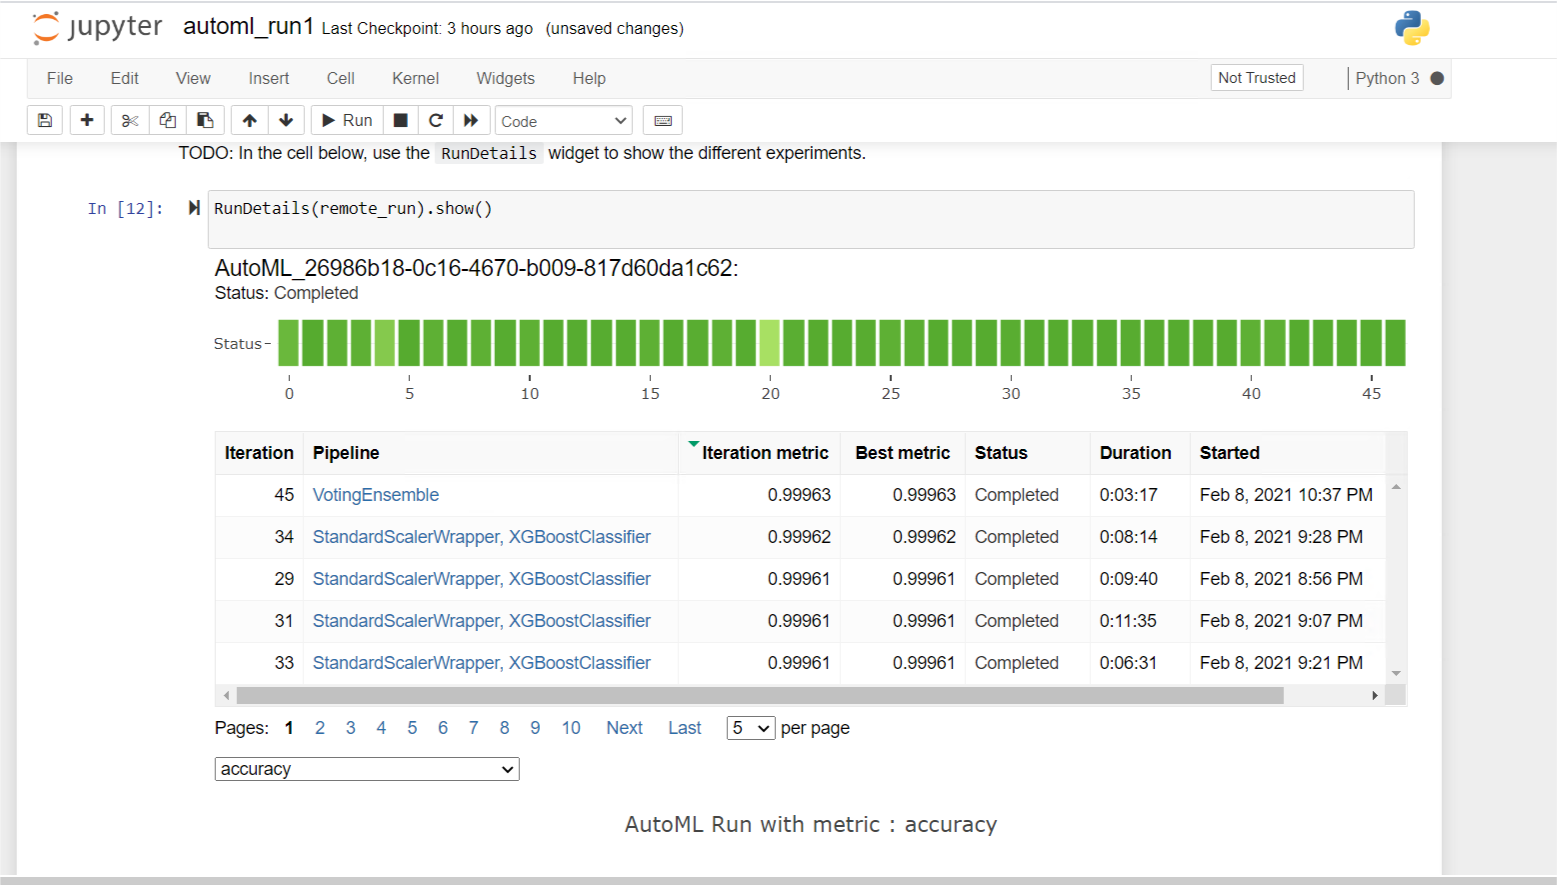 jupyter automl_run1 Last Checkpoint: 3 hours ago (unsaved changes)
File Edit View Insert Cell Kernel Widgets Help Not Trusted Python 3
Run Code
TODO: In the cell below, use the RunDetails widget to show the different experiments.
In [12]: RunDetails(remote_run).show()
AutoML_26986b18-0c16-4670-b009-817d60da1c62:
Status: Completed
Status
0 5 10 15 20 25 30 35 40 45
Iteration Pipeline Iteration metric Best metric Status Duration Started
45 VotingEnsemble 0.99963 0.99963 Completed 0:03:17 Feb 8, 2021 10:37 PM
34 StandardScalerWrapper, XGBoostClassifier 0.99962 0.99962 Completed 0:08:14 Feb 8, 2021 9:28 PM
29 StandardScalerWrapper, XGBoostClassifier 0.99961 0.99961 Completed 0:09:40 Feb 8, 2021 8:56 PM
31 StandardScalerWrapper, XGBoostClassifier 0.99961 0.99961 Completed 0:11:35 Feb 8, 2021 9:07 PM
33 StandardScalerWrapper, XGBoostClassifier 0.99961 0.99961 Completed 0:06:31 Feb 8, 2021 9:21 PM
Pages: 1 2 3 4 5 6 7 8 9 10 Next Last 5 per page
accuracy
AutoML Run with metric : accuracy